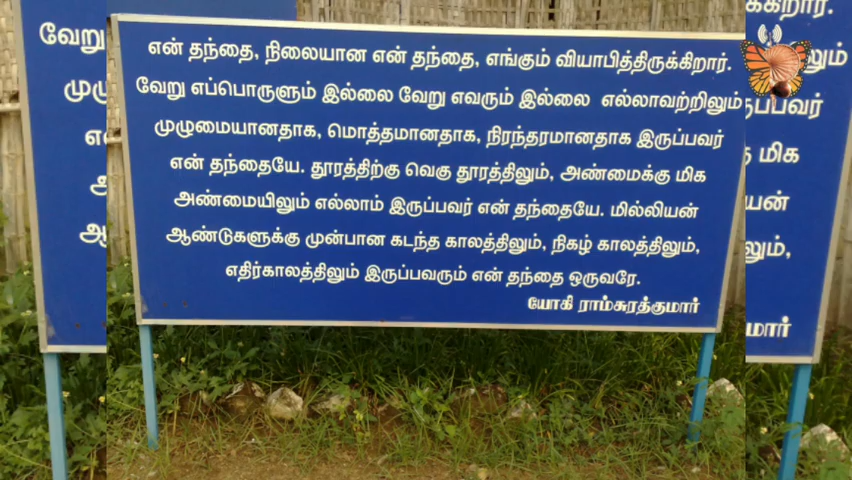 என் தந்தை, நிலையான என் தந்தை, எங்கும் வியாபித்திருக்கிறார்.
வேறு எப்பொருளும் இல்லை வேறு எவரும் இல்லை எல்லாவற்றிலும்
முழுமையானதாக, மொத்தமானதாக, நிரந்தரமானதாக இருப்பவர்
என் தந்தையே. தூரத்திற்கு வெகு தூரத்திலும், அண்மைக்கு மிக
அண்மையிலும் எல்லாம் இருப்பவர் என் தந்தையே. மில்லியன்
ஆண்டுகளுக்கு முன்பான கடந்த காலத்திலும், நிகழ் காலத்திலும்,
எதிர்காலத்திலும் இருப்பவரும் என் தந்தை ஒருவரே.
யோகி ராம்சுரத்குமார்